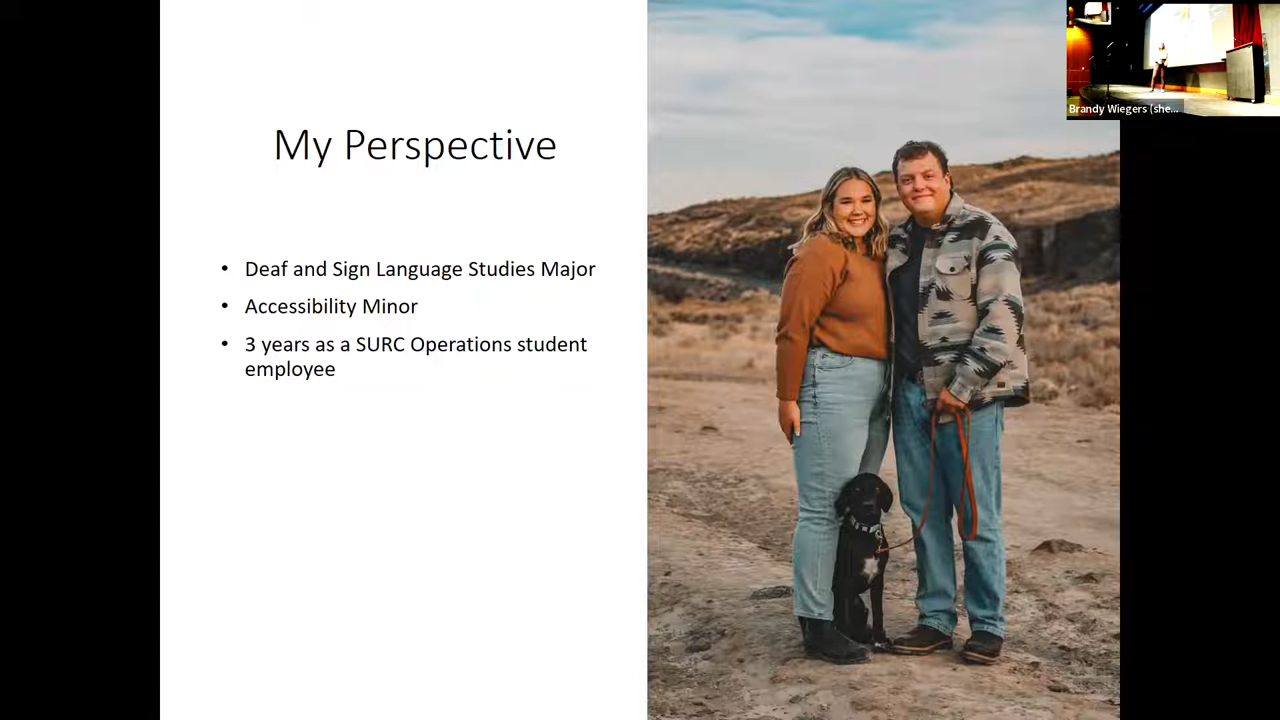 My Perspective
• Deaf and Sign Language Studies Major
• Accessibility Minor
• 3 years as a SURC Operations student
employee
Brandy Wiegers (she...